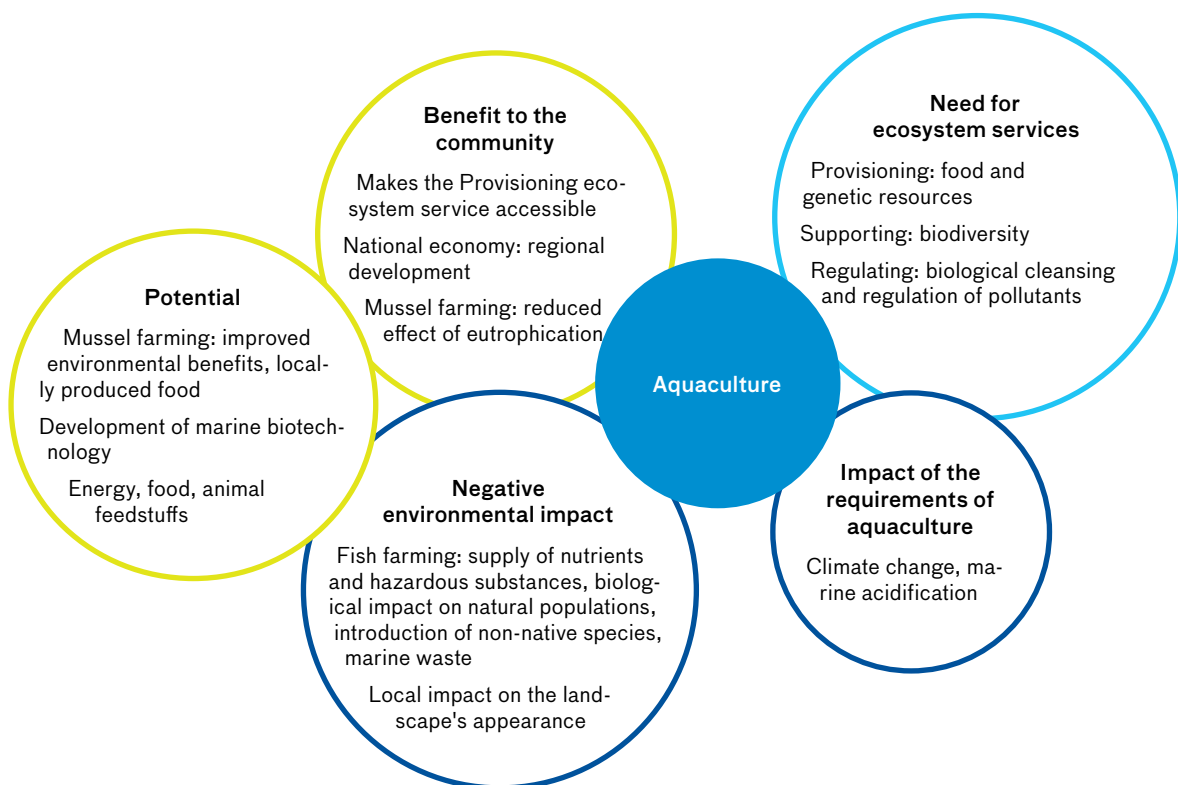 Benefit to the
community
Makes the Provisioning eco-
system service accessible
National economy: regional
development
Mussel farming: reduced
effect of eutrophication
Need for
ecosystem services
Provisioning: food and
genetic resources
Supporting: biodiversity
Regulating: biological cleansing
and regulation of pollutants
Potential
Mussel farming: improved
environmental benefits, local-
ly produced food
Development of marine biotech-
nology
Energy, food, animal
feedstuffs
Aquaculture
Negative
environmental impact
Fish farming: supply of nutrients
and hazardous substances, biolog-
ical impact on natural populations,
introduction of non-native species,
marine waste
Local impact on the land-
scape's appearance
Impact of the
requirements of
aquaculture
Climate change, ma-
rine acidification